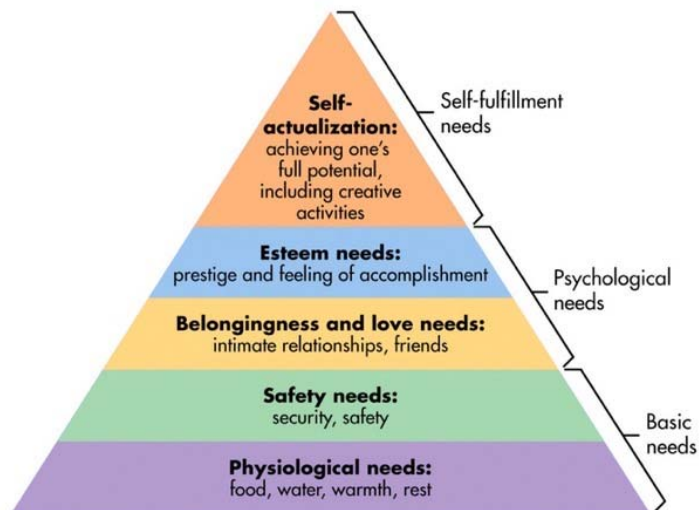 Self-
actualization:
achieving one's
full potential,
including creative
activities
Self-fulfillment
needs
Esteem needs:
prestige and feeling of accomplishment
Belongingness and love needs:
intimate relationships, friends
Psychological
needs
Safety needs:
security, safety
Physiological needs:
food, water, warmth, rest
Basic
needs